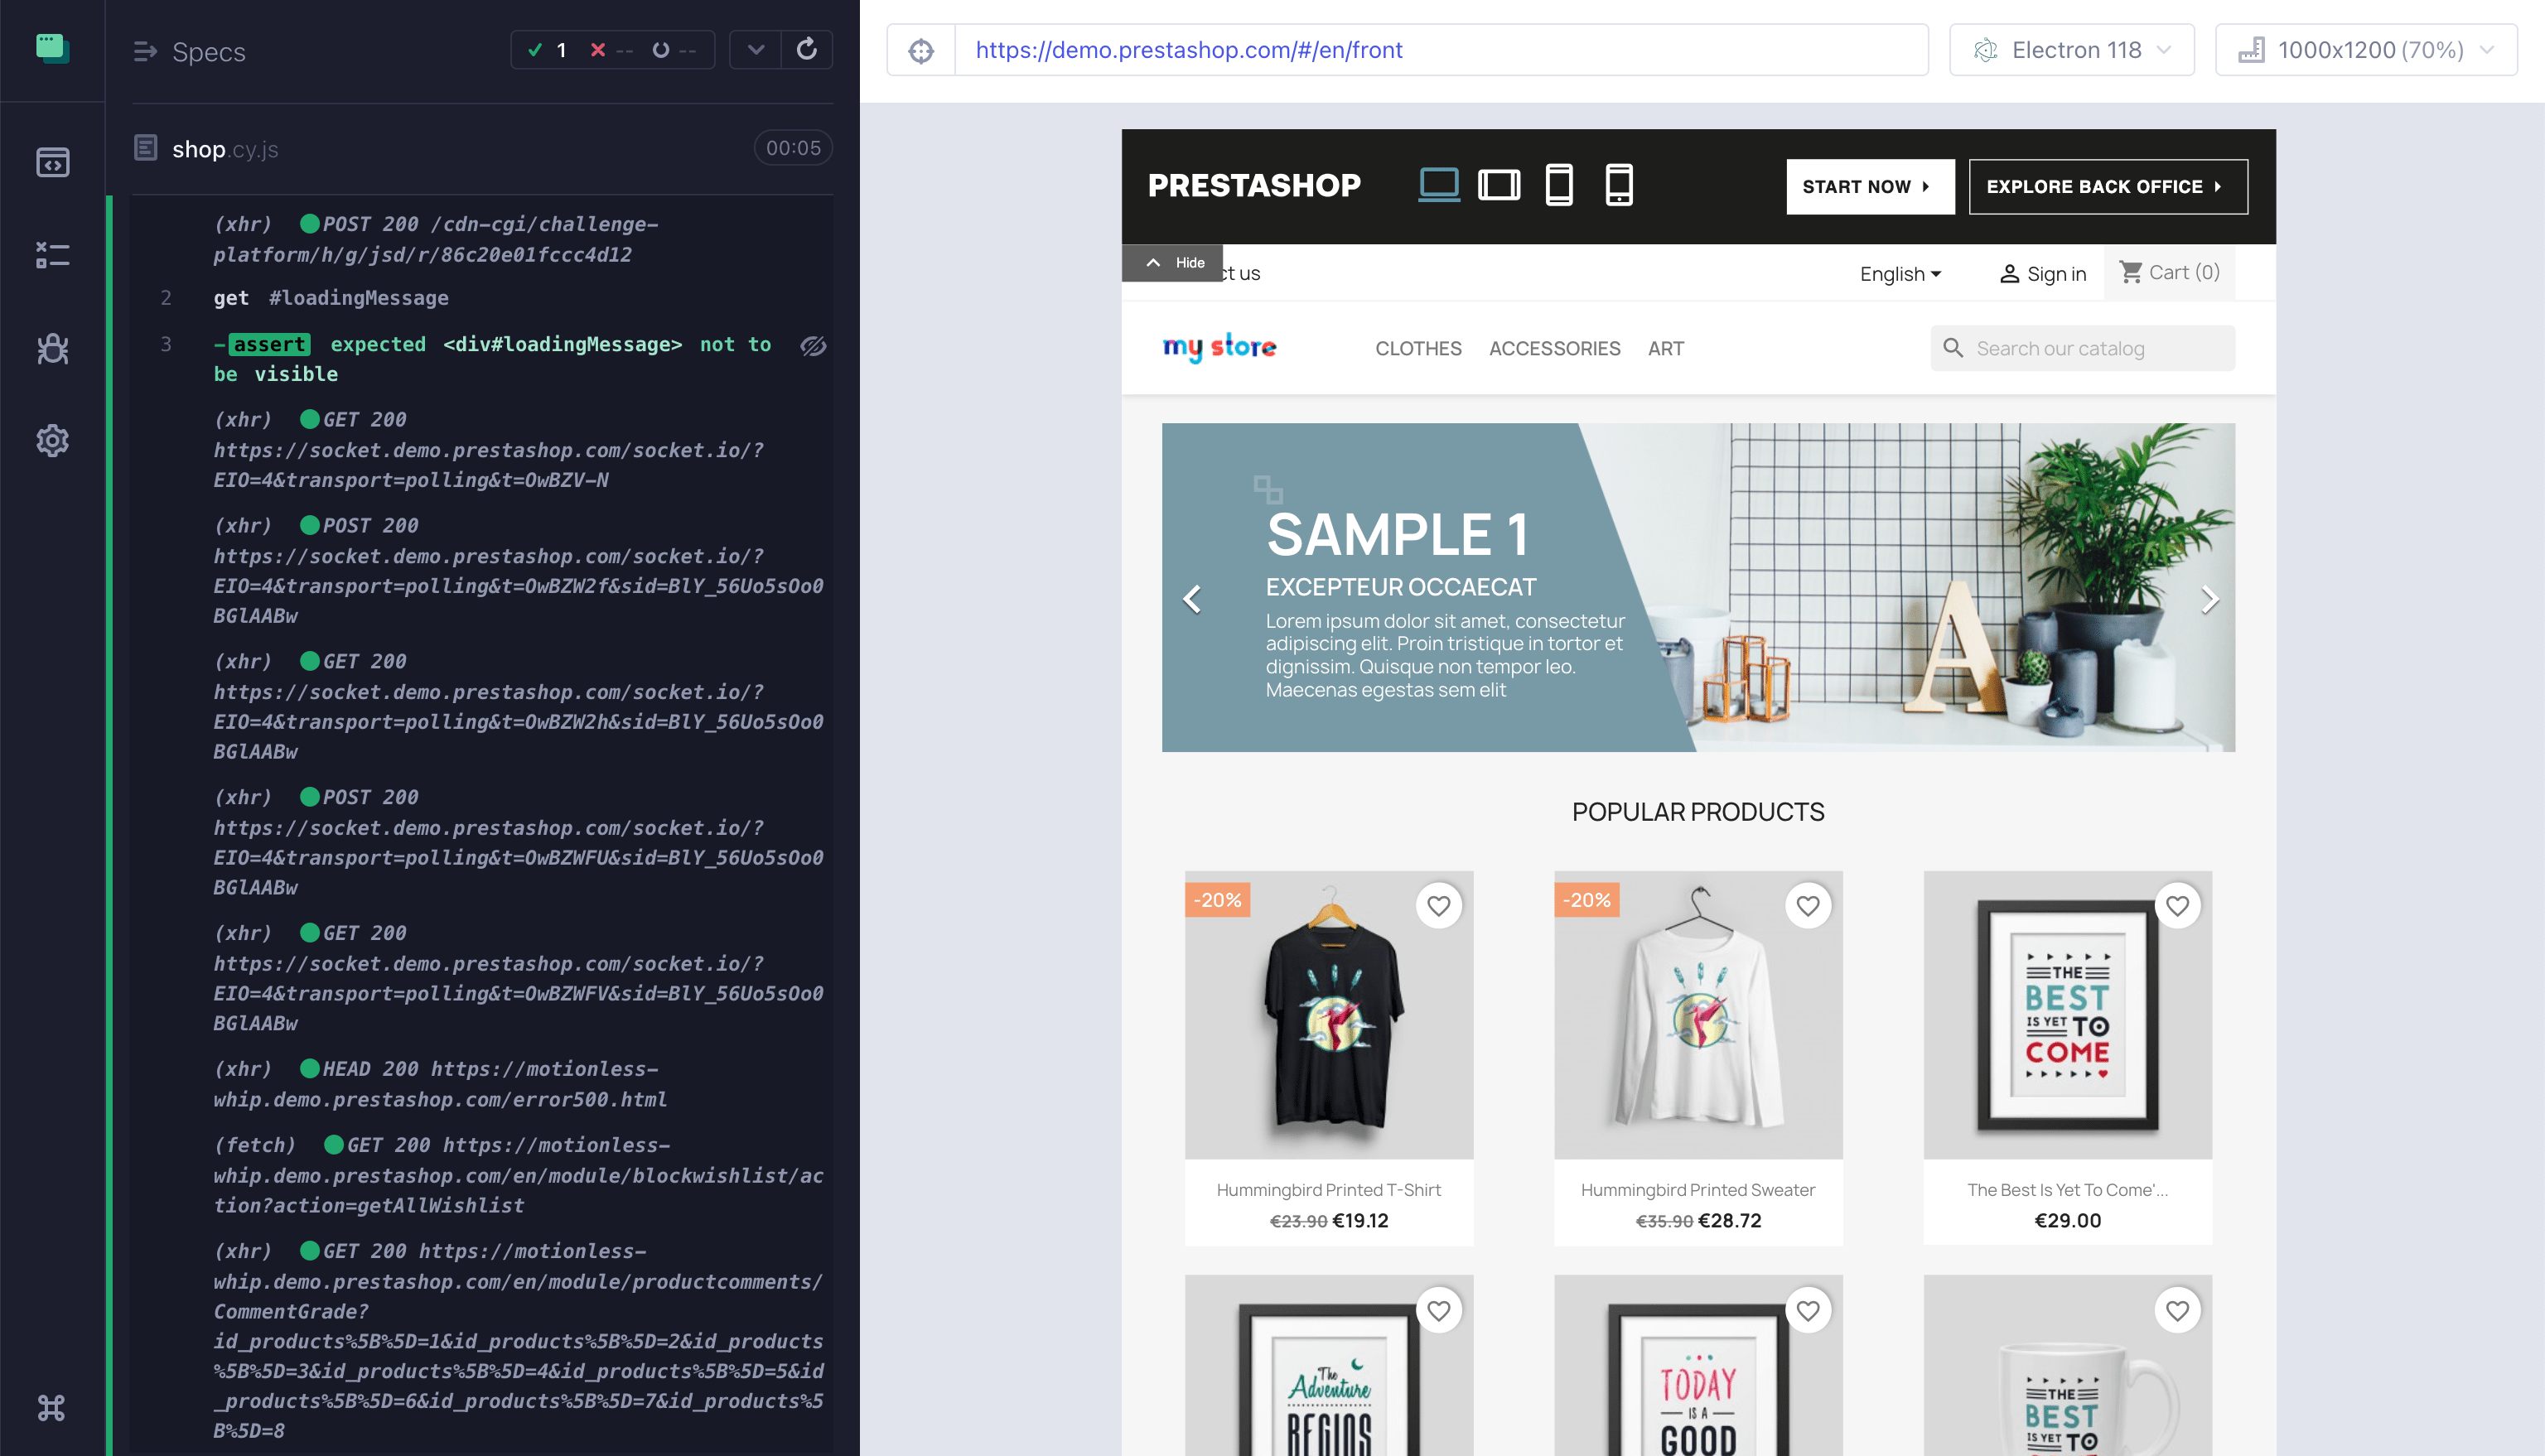 Specs
1
--
--
shop.cy.js
00:05
(xhr) POST 200 /cdn-cgi/challenge-
platform/h/g/jsd/r/86c20e01fccc4d12
2 get #loadingMessage
3 -assert expected <div#loadingMessage> not to
be visible
(xhr) GET 200
https://socket.demo.prestashop.com/socket.io/?
EIO=4&transport=polling&t=OwBZV-N
(xhr) POST 200
https://socket.demo.prestashop.com/socket.io/?
EIO=4&transport=polling&t=OwBZW2f&sid=BlY_56Uo5sOo0
BGlAABw
(xhr) GET 200
https://socket.demo.prestashop.com/socket.io/?
EIO=4&transport=polling&t=OwBZW2h&sid=BlY_56Uo5sOo0
BGlAABw
(xhr) POST 200
https://socket.demo.prestashop.com/socket.io/?
EIO=4&transport=polling&t=OwBZWFU&sid=BlY_56Uo5sOo0
BGlAABw
(xhr) GET 200
https://socket.demo.prestashop.com/socket.io/?
EIO=4&transport=polling&t=OwBZWFV&sid=BlY_56Uo5sOo0
BGlAABw
(xhr) HEAD 200 https://motionless-
whip.demo.prestashop.com/error500.html
(fetch) GET 200 https://motionless-
whip.demo.prestashop.com/en/module/blockwishlist/ac
tion?action=getAllWishlist
(xhr) GET 200 https://motionless-
whip.demo.prestashop.com/en/module/productcomments/
CommentGrade?
id_products%5B%5D=1&id_products%5B%5D=2&id_products
%5B%5D=3&id_products%5B%5D=4&id_products%5B%5D=5&id
_products%5B%5D=6&id_products%5B%5D=7&id_products%5
B%5D=8
https://demo.prestashop.com/#/en/front
Electron 118
1000x1200 (70%)
PRESTASHOP
START NOW
EXPLORE BACK OFFICE
Hide
ct us
English
Sign in
Cart (0)
my store
CLOTHES
ACCESSORIES
ART
Search our catalog
SAMPLE 1
EXCEPTEUR OCCAECAT
Lorem ipsum dolor sit amet, consectetur
adipiscing elit. Proin tristique in tortor et
dignissim. Quisque non tempor leo.
Maecenas egestas sem elit
A
POPULAR PRODUCTS
-20%
-20%
THE
BEST
IS YET TO
COME
Hummingbird Printed T-Shirt
€23.90 €19.12
Hummingbird Printed Sweater
€35.90 €28.72
The Best Is Yet To Come'...
€29.00
The
Adventure
BEGINS
TODAY
IS A
GOOD
THE
BEST
IS YET TO